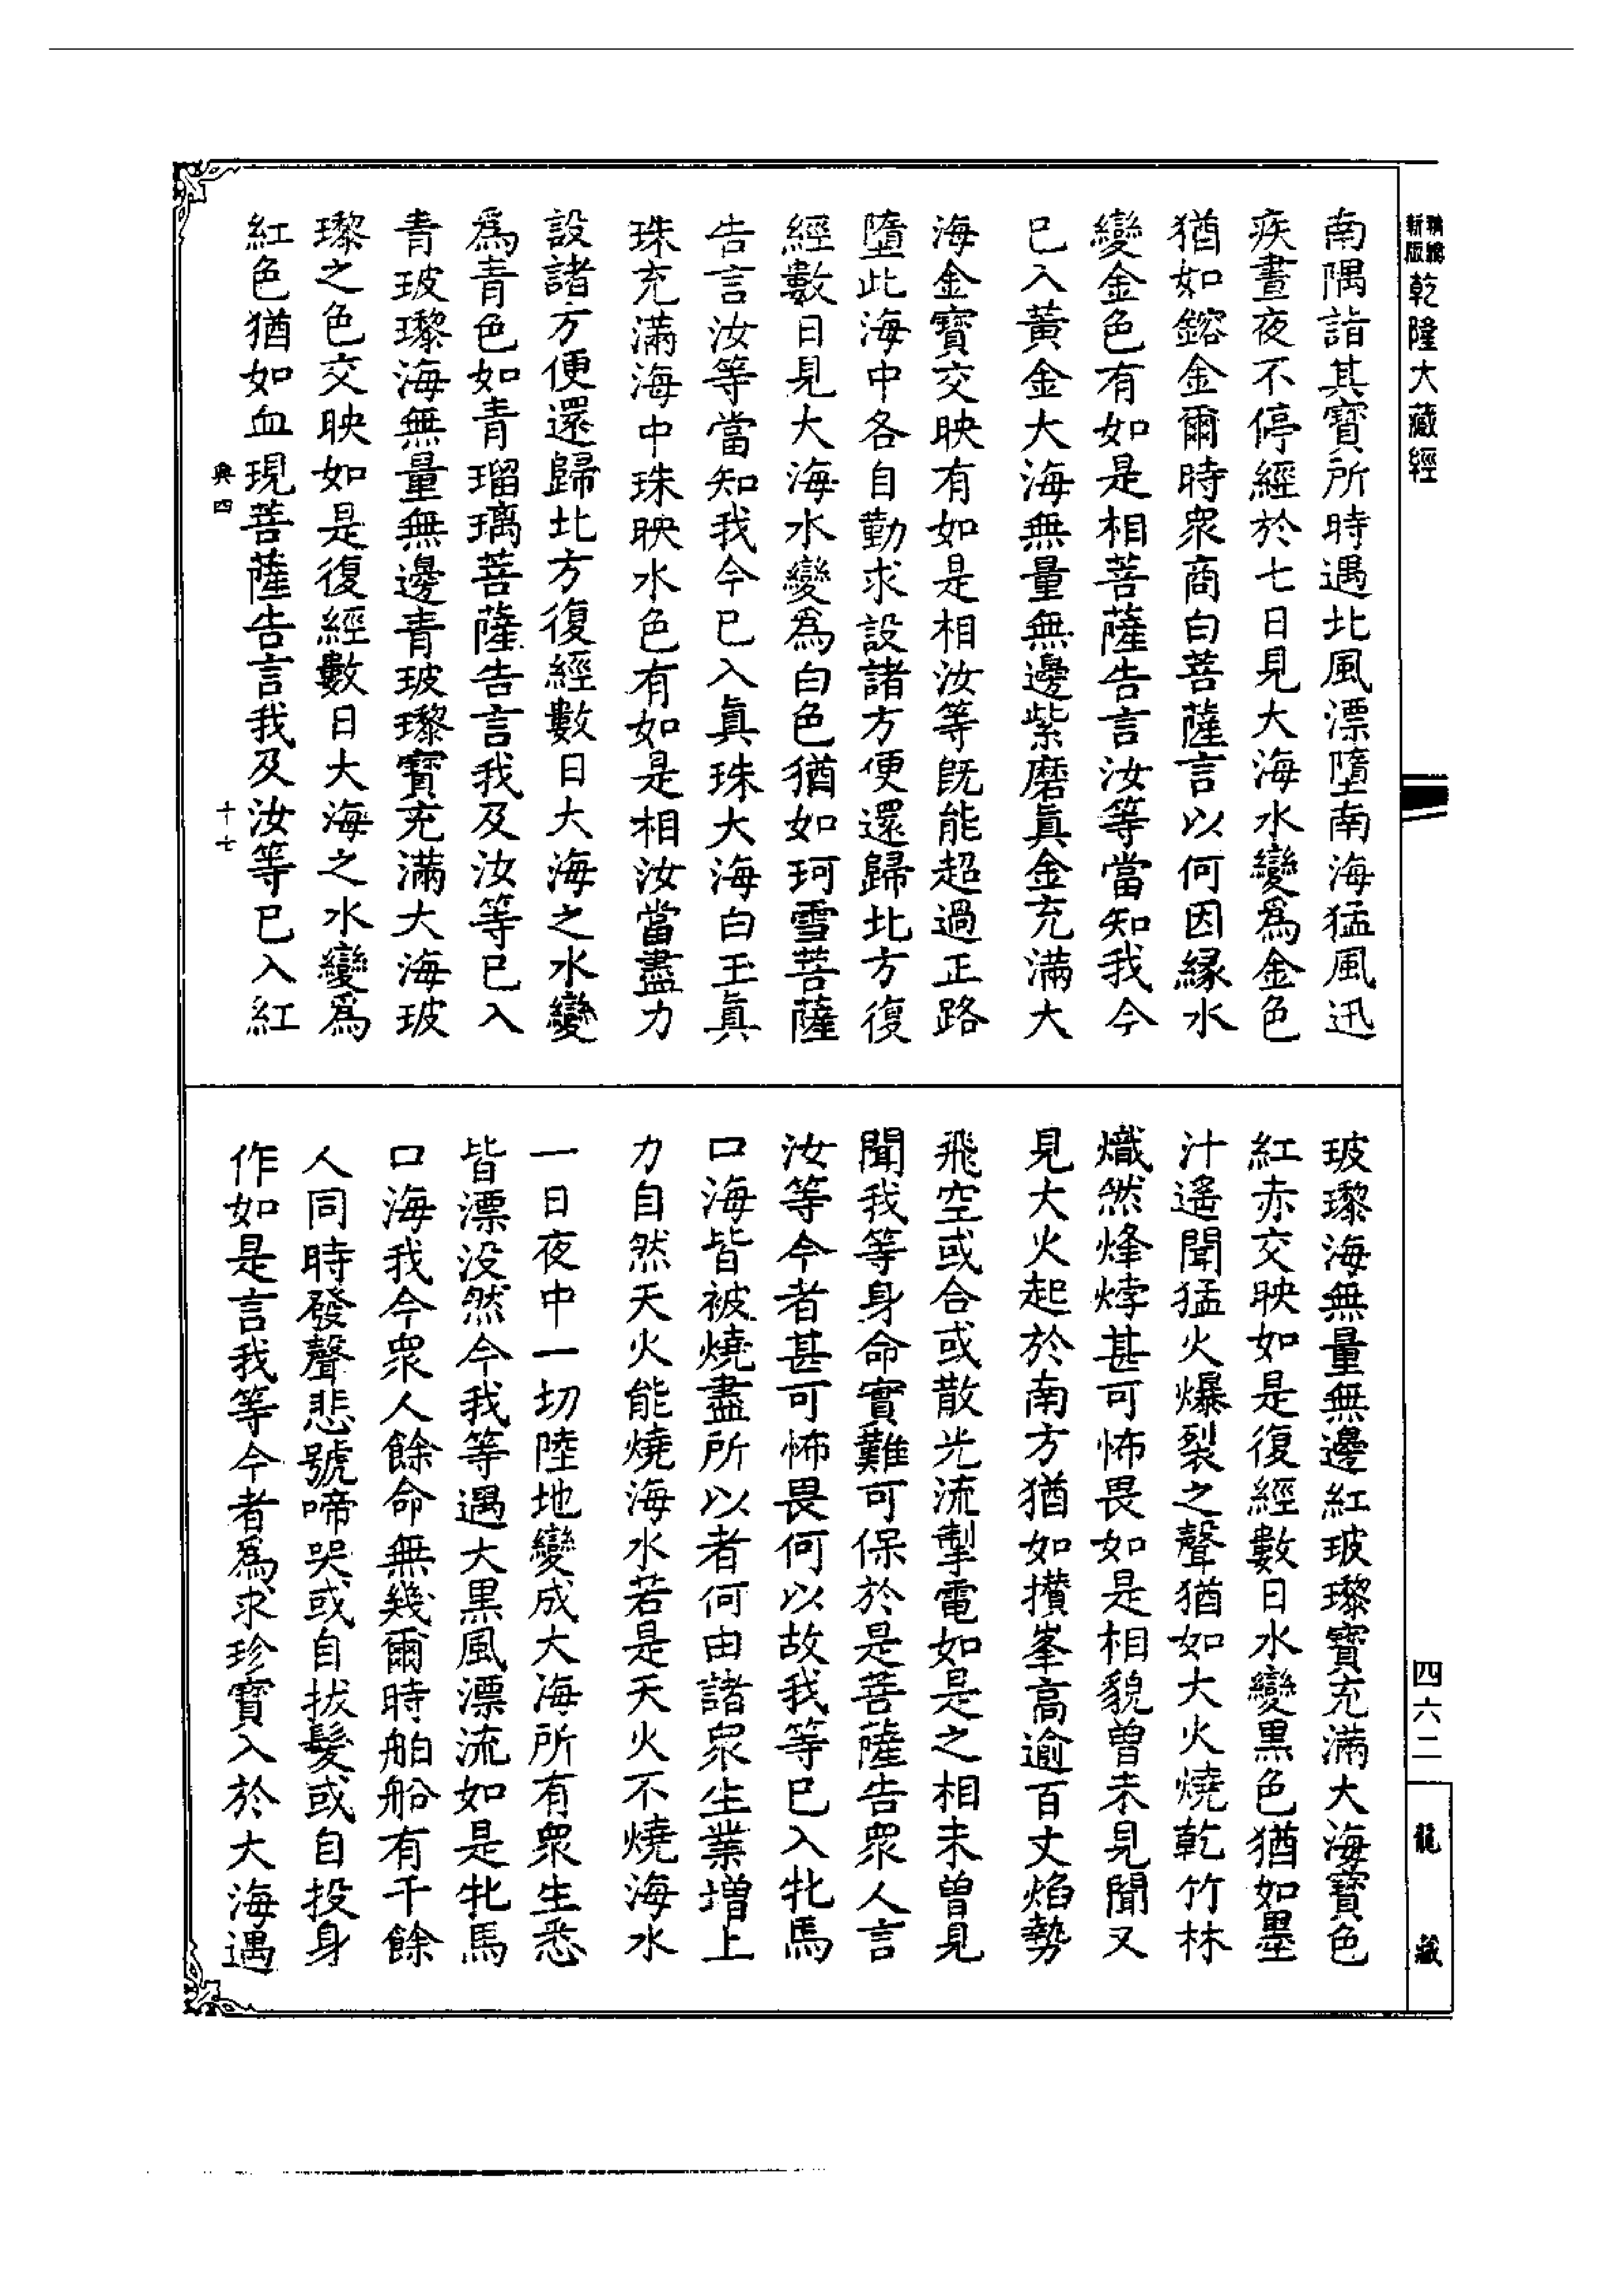 精編
新版
乾隆大藏經
南隅詣其寶所時遇北風漂墮南海猛風迅
疾晝夜不停經於七日見大海水變爲金色
猶如鎔金爾時衆商白菩薩言以何因緣水
變金色有如是相菩薩告言汝等當知我今
已入黃金大海無量無邊紫磨真金充滿大
海金寶交映有如是相汝等既能超過正路
墮此海中各自勤求設諸方便還歸北方復
經數日見大海水變爲白色猶如珂雪菩薩
告言汝等當知我今已入真珠大海白玉真
珠充滿海中珠映水色有如是相汝當盡力
設諸方便還歸北方復經數日大海之水變
爲青色如青瑠璃菩薩告言我及汝等已入
青玻瓈海無量無邊青玻瓈寶充滿大海玻
瓈之色交映如是復經數日大海之水變爲
紅色猶如血現菩薩告言我及汝等已入紅
典四
十七
玻瓈海無量無邊紅玻瓈寶充滿大海寶色
紅赤交映如是復經數日水變黑色猶如墨
汁遙聞猛火爆裂之聲猶如大火燒乾竹林
熾然烽㶿甚可怖畏如是相貌曾未見聞又
見大火起於南方猶如攢峯高逾百丈焰勢
飛空或合或散光流掣電如是之相未曾見
聞我等身命實難可保於是菩薩告衆人言
汝等今者甚可怖畏何以故我等已入牝馬
口海皆被燒盡所以者何由諸衆生業增上
力自然天火能燒海水若是天火不燒海水
一日夜中一切陸地變成大海所有衆生悉
皆漂没然今我等遇大黑風漂流如是牝馬
口海我今衆人餘命無幾爾時舶船有千餘
人同時發聲悲號啼哭或自拔髮或自投身
作如是言我等今者爲求珍寶入於大海遇
四六二
龍藏